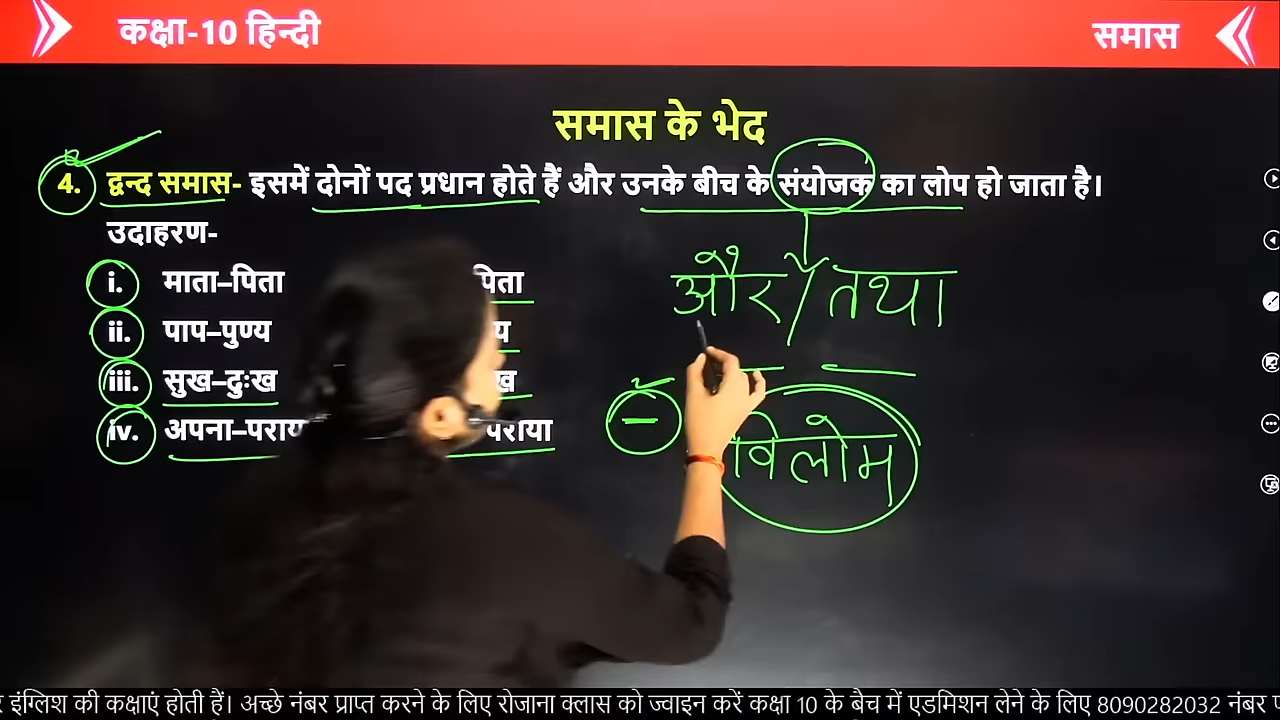 कक्षा-10 हिन्दी
समास
समास के भेद
4. द्वन्द समास- इसमें दोनों पद प्रधान होते हैं और उनके बीच के संयोजक का लोप हो जाता है।
उदाहरण-
i. माता–पिता पिता
ii. पाप–पुण्य
iii. सुख–दुःख
iv. अपना–पराया पराया
और/तथा
विलोम
इंग्लिश की कक्षाएं होती हैं। अच्छे नंबर प्राप्त करने के लिए रोजाना क्लास को ज्वाइन करें कक्षा 10 के बैच में एडमिशन लेने के लिए 8090282032 नंबर